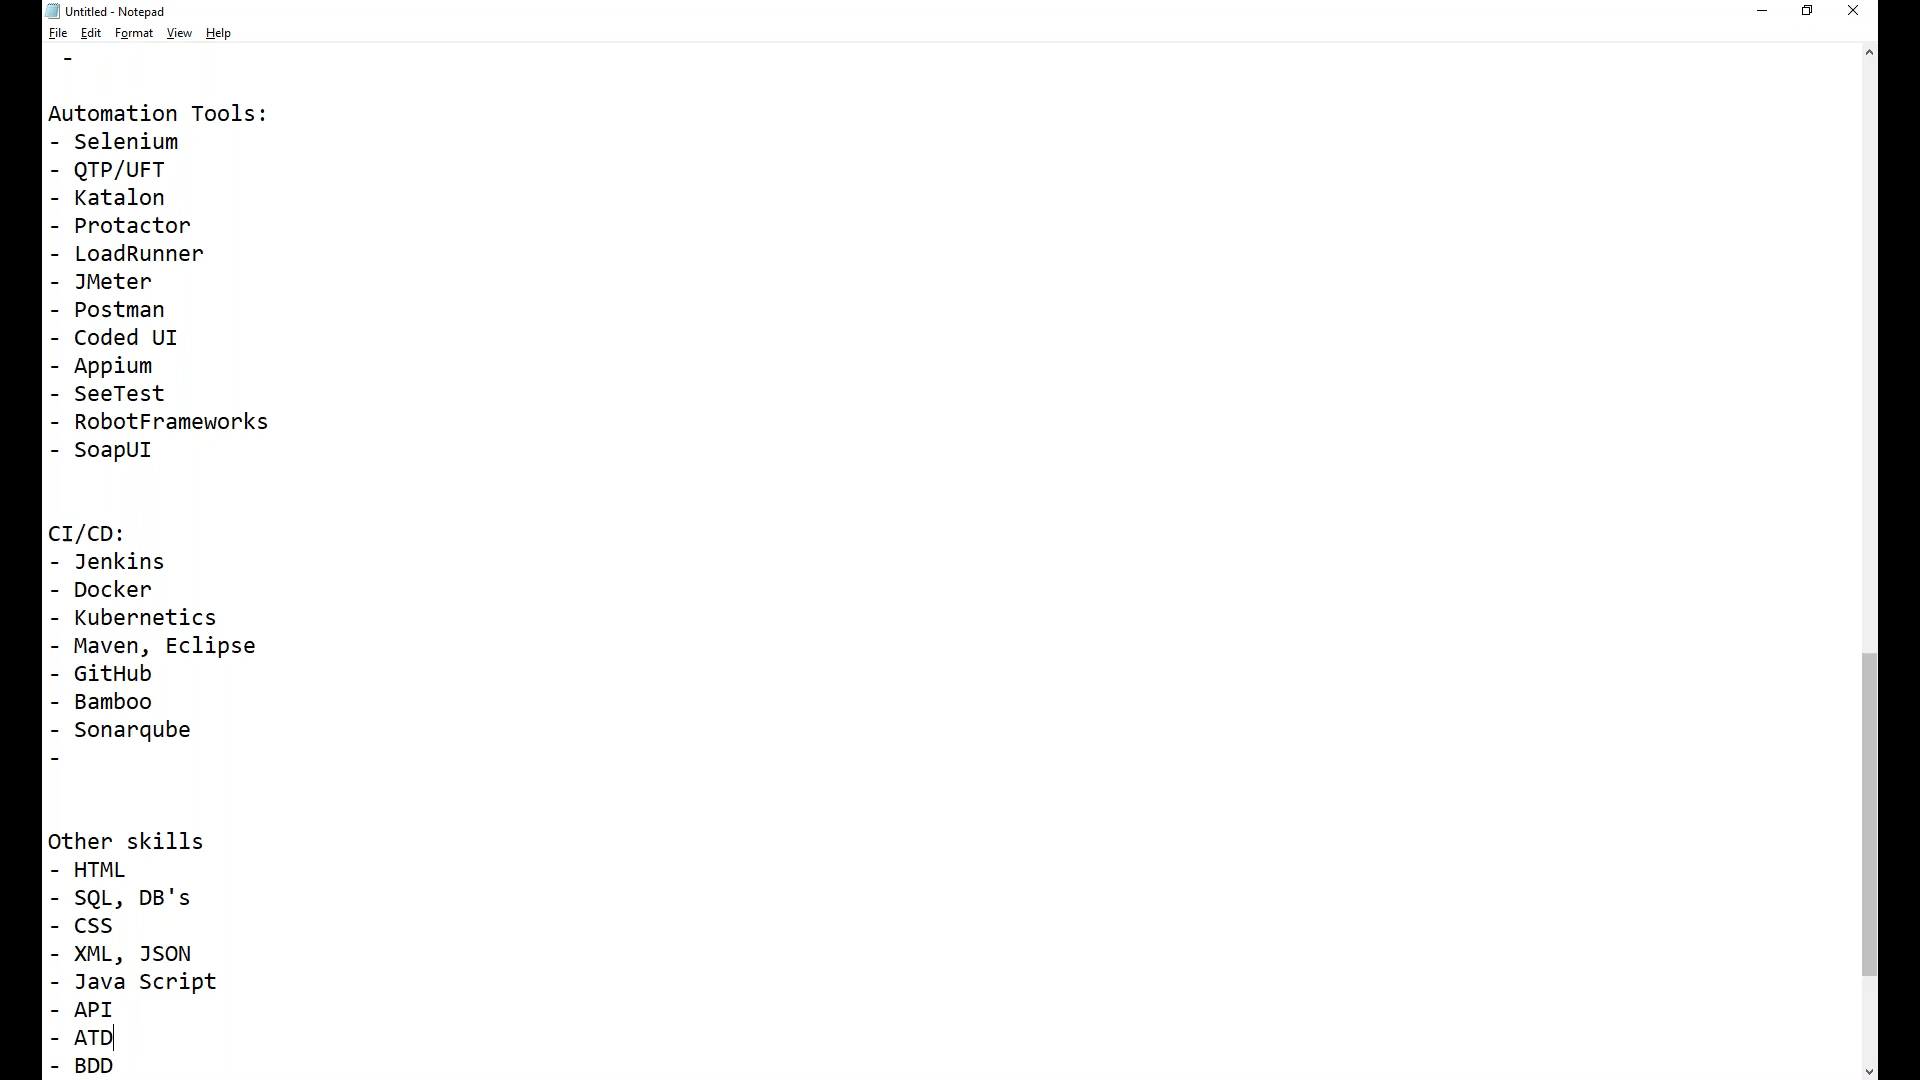 Untitled - Notepad
File Edit Format View Help
-
Automation Tools:
- Selenium
- QTP/UFT
- Katalon
- Protactor
- LoadRunner
- JMeter
- Postman
- Coded UI
- Appium
- SeeTest
- RobotFrameworks
- SoapUI
CI/CD:
- Jenkins
- Docker
- Kubernetics
- Maven, Eclipse
- GitHub
- Bamboo
- Sonarqube
-
Other skills
- HTML
- SQL, DB's
- CSS
- XML, JSON
- Java Script
- API
- ATD
- BDD